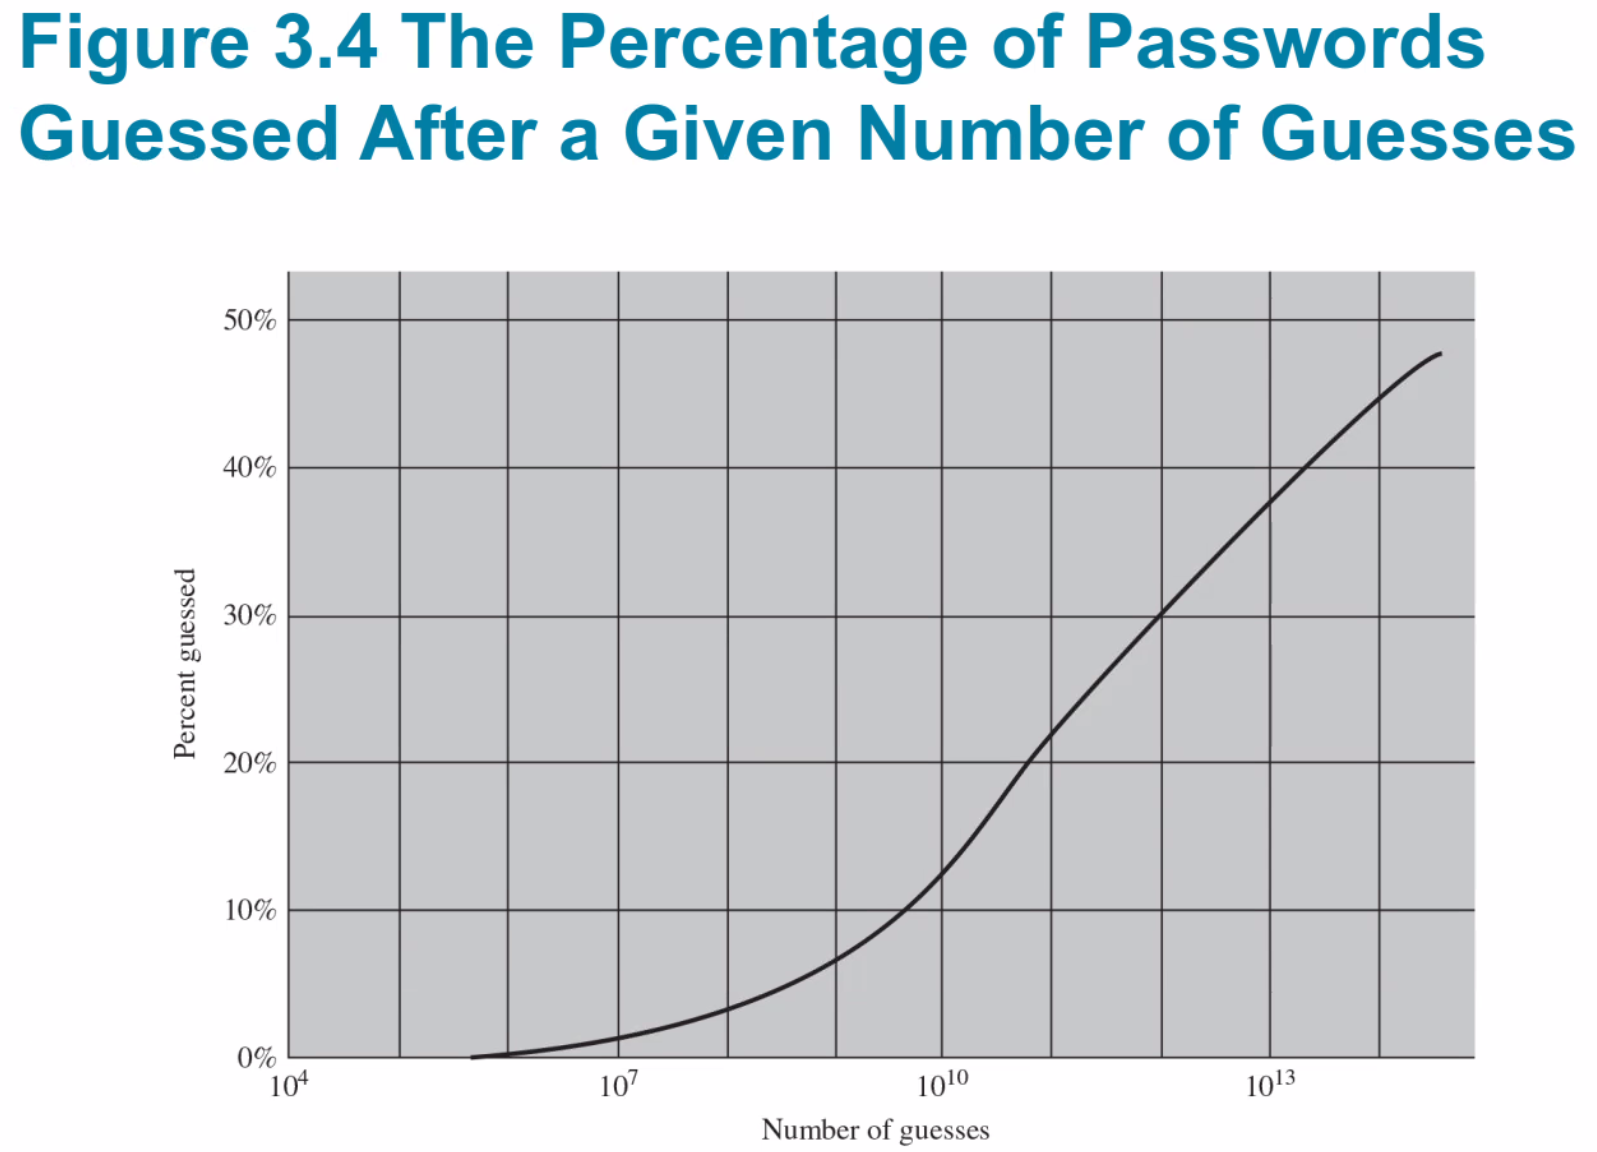 Figure 3.4 The Percentage of Passwords
Guessed After a Given Number of Guesses
50%
40%
30%
20%
10%
0%
Percent guessed
10⁴ 10⁷ 10¹⁰ 10¹³
Number of guesses